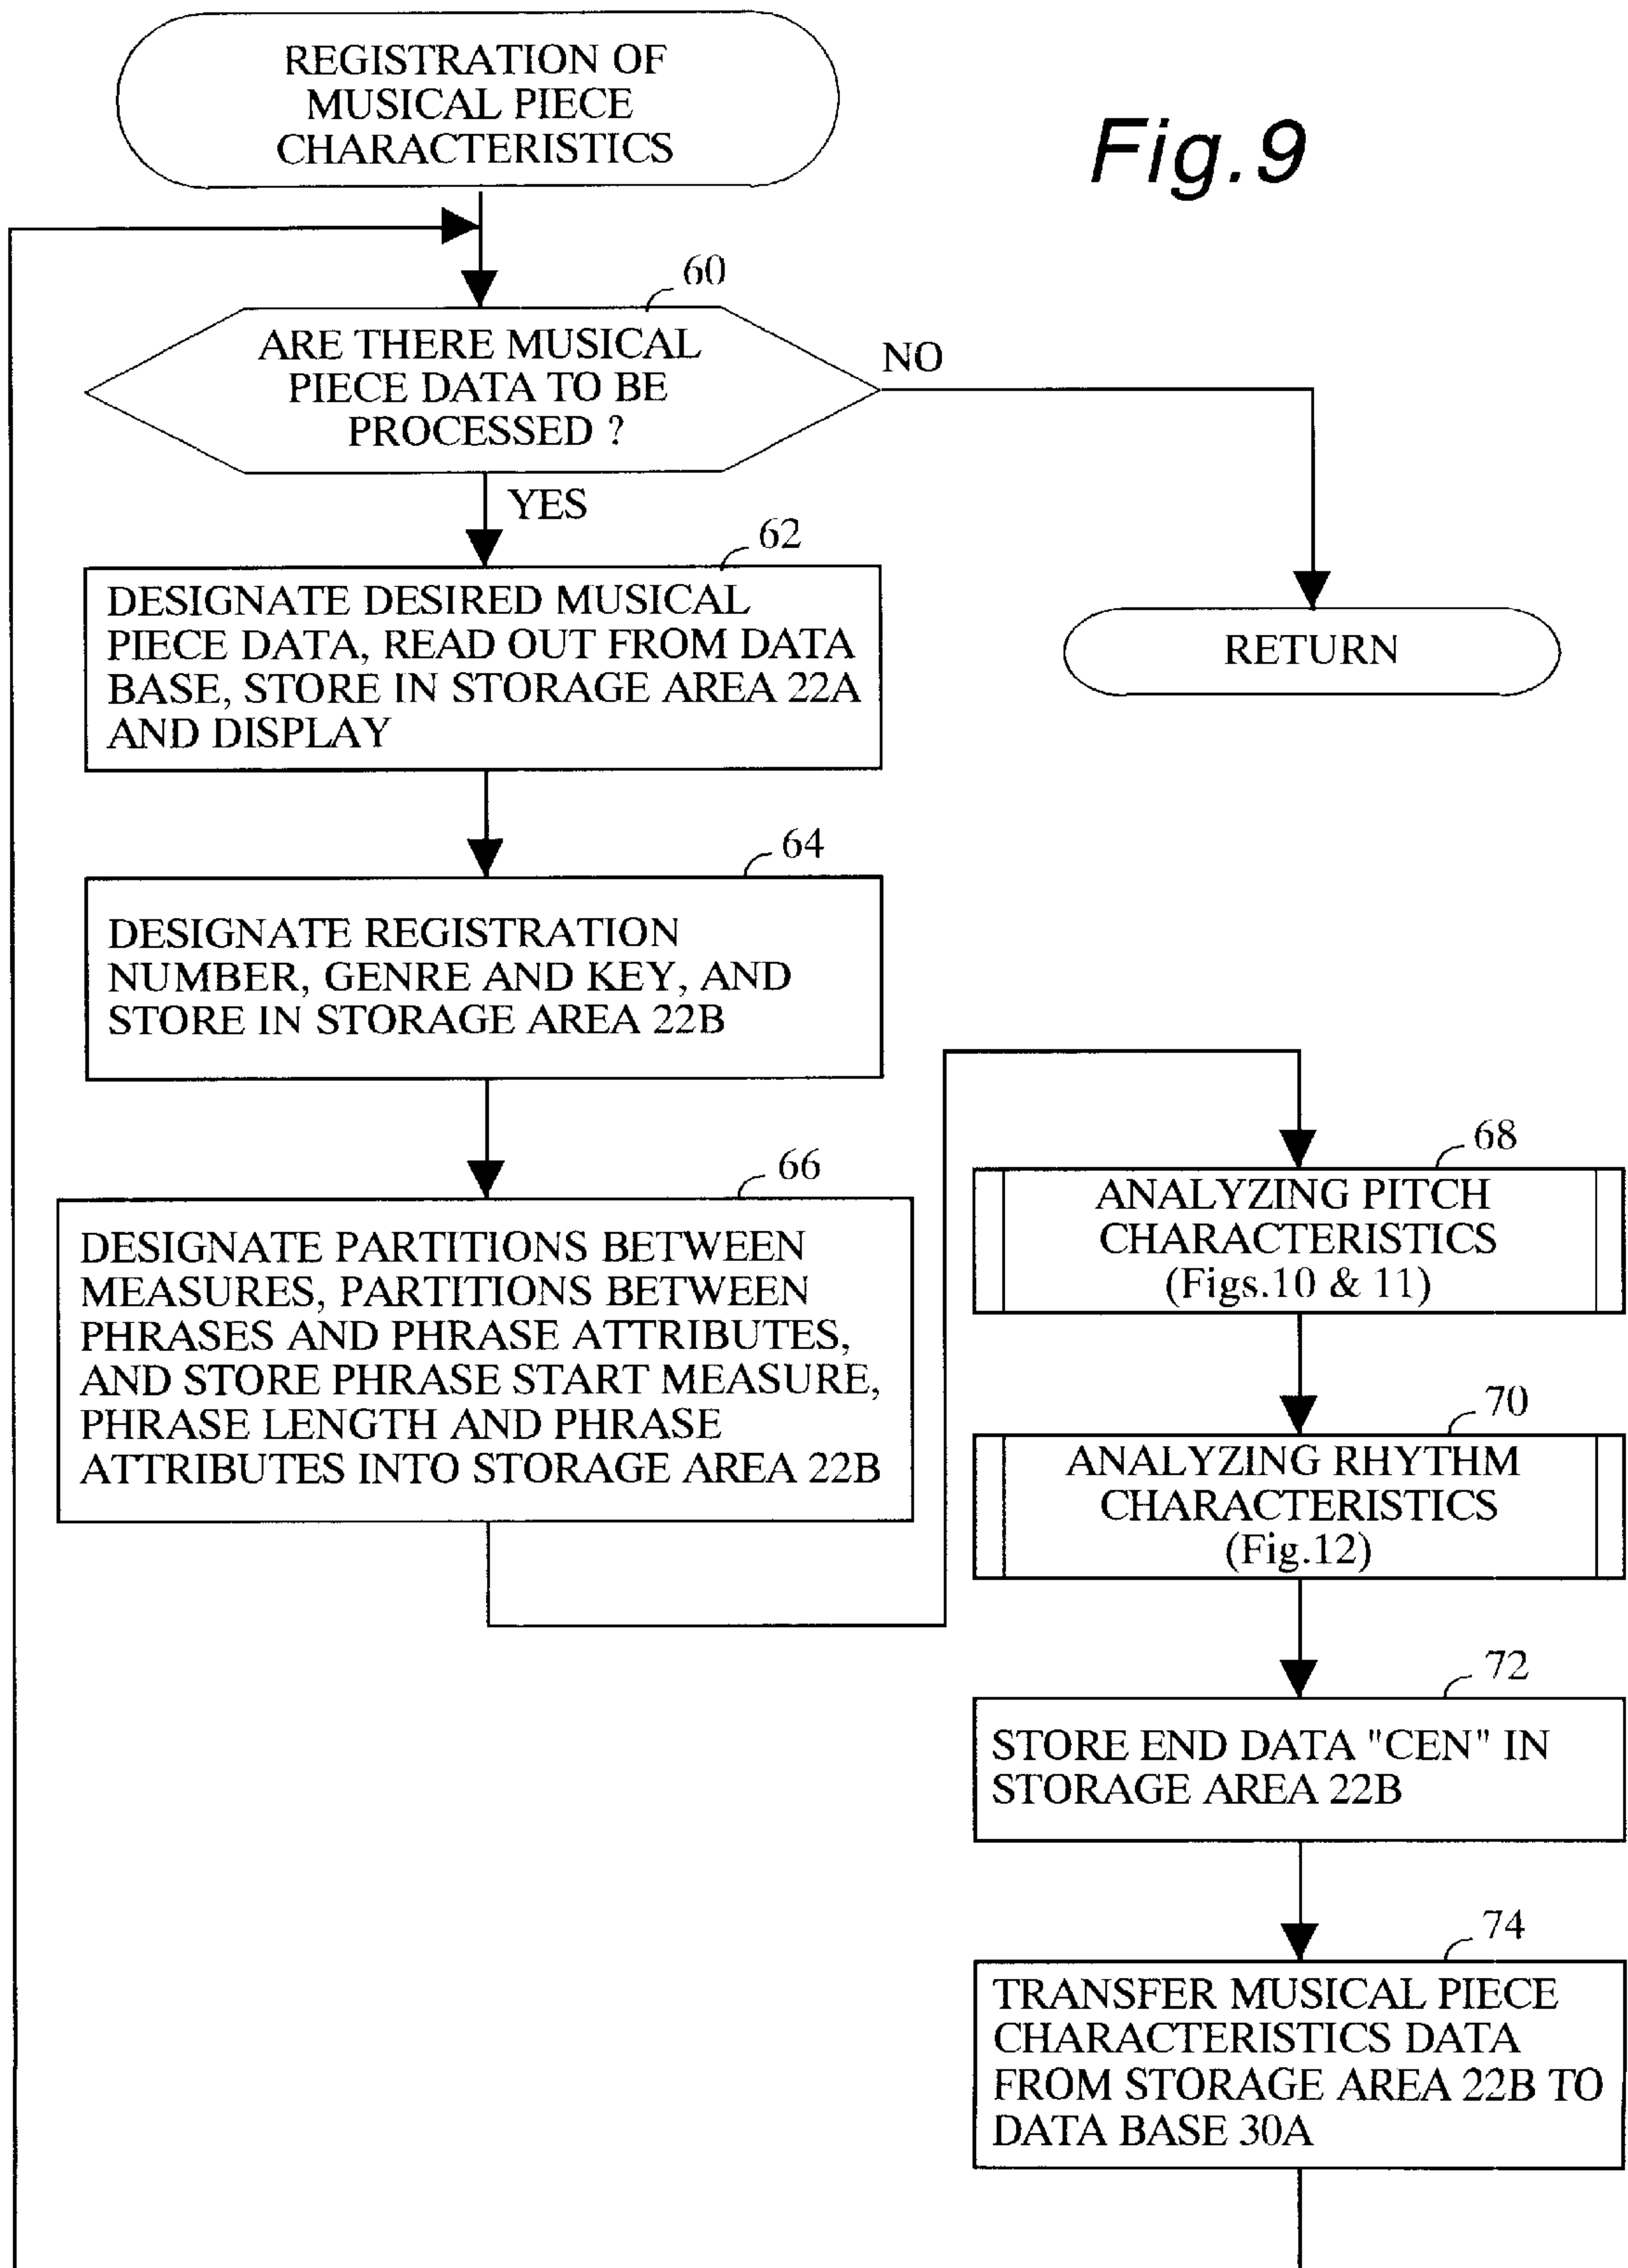 REGISTRATION OF
MUSICAL PIECE
CHARACTERISTICS
Fig.9
60
ARE THERE MUSICAL
PIECE DATA TO BE
PROCESSED ?
NO
YES
RETURN
62
DESIGNATE DESIRED MUSICAL
PIECE DATA, READ OUT FROM DATA
BASE, STORE IN STORAGE AREA 22A
AND DISPLAY
64
DESIGNATE REGISTRATION
NUMBER, GENRE AND KEY, AND
STORE IN STORAGE AREA 22B
66
DESIGNATE PARTITIONS BETWEEN
MEASURES, PARTITIONS BETWEEN
PHRASES AND PHRASE ATTRIBUTES,
AND STORE PHRASE START MEASURE,
PHRASE LENGTH AND PHRASE
ATTRIBUTES INTO STORAGE AREA 22B
68
ANALYZING PITCH
CHARACTERISTICS
(Figs.10 & 11)
70
ANALYZING RHYTHM
CHARACTERISTICS
(Fig.12)
72
STORE END DATA "CEN" IN
STORAGE AREA 22B
74
TRANSFER MUSICAL PIECE
CHARACTERISTICS DATA
FROM STORAGE AREA 22B TO
DATA BASE 30A